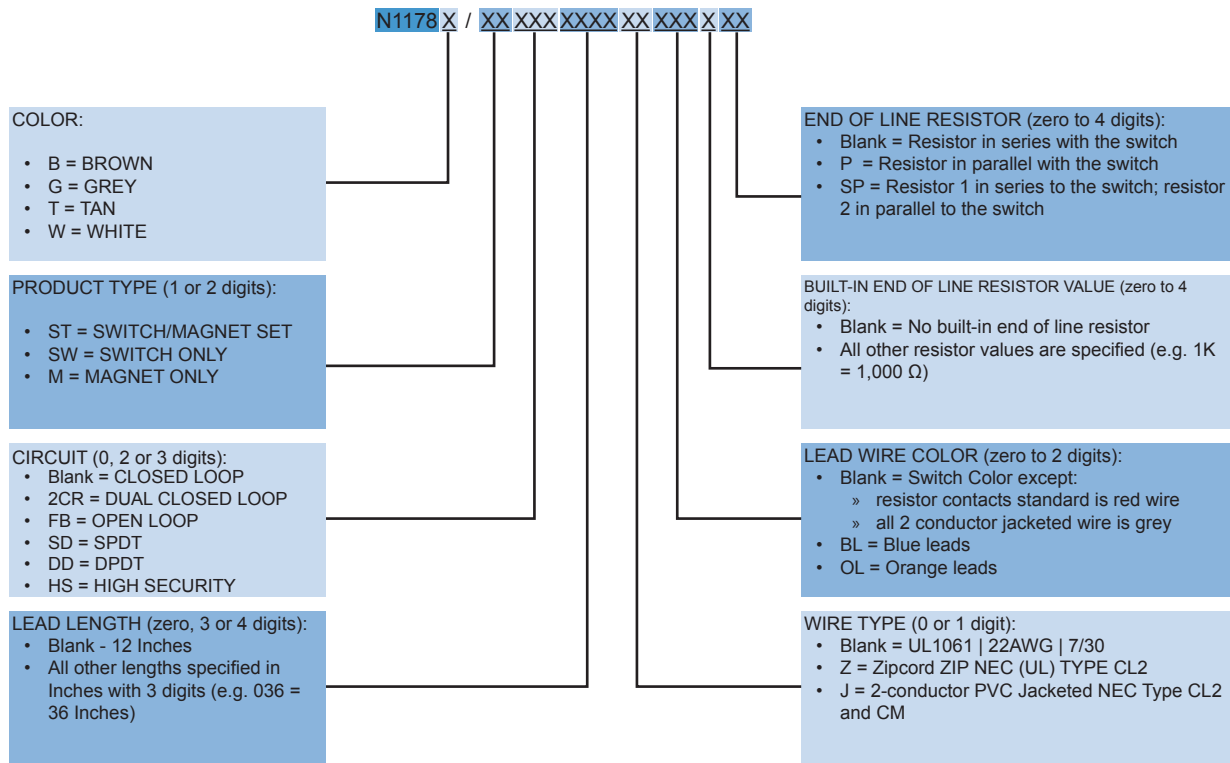 N1178 X / XX XXX XXXX XX XXX X XX
COLOR:
• B = BROWN
• G = GREY
• T = TAN
• W = WHITE
PRODUCT TYPE (1 or 2 digits):
• ST = SWITCH/MAGNET SET
• SW = SWITCH ONLY
• M = MAGNET ONLY
CIRCUIT (0, 2 or 3 digits):
• Blank = CLOSED LOOP
• 2CR = DUAL CLOSED LOOP
• FB = OPEN LOOP
• SD = SPDT
• DD = DPDT
• HS = HIGH SECURITY
LEAD LENGTH (zero, 3 or 4 digits):
• Blank - 12 Inches
• All other lengths specified in
Inches with 3 digits (e.g. 036 =
36 Inches)
END OF LINE RESISTOR (zero to 4 digits):
• Blank = Resistor in series with the switch
• P = Resistor in parallel with the switch
• SP = Resistor 1 in series to the switch; resistor
2 in parallel to the switch
BUILT-IN END OF LINE RESISTOR VALUE (zero to 4
digits):
• Blank = No built-in end of line resistor
• All other resistor values are specified (e.g. 1K
= 1,000 Ω)
LEAD WIRE COLOR (zero to 2 digits):
• Blank = Switch Color except:
» resistor contacts standard is red wire
» all 2 conductor jacketed wire is grey
• BL = Blue leads
• OL = Orange leads
WIRE TYPE (0 or 1 digit):
• Blank = UL1061 | 22AWG | 7/30
• Z = Zipcord ZIP NEC (UL) TYPE CL2
• J = 2-conductor PVC Jacketed NEC Type CL2
and CM